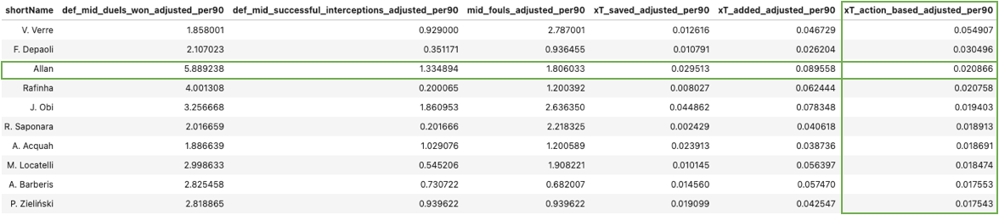 shortName def_mid_duels_won_adjusted_per90 def_mid_successful_interceptions_adjusted_per90 mid_fouls_adjusted_per90 xT_saved_adjusted_per90 xT_added_adjusted_per90 xT_action_based_adjusted_per90
V. Verre 1.858001 0.929000 2.787001 0.012616 0.046729 0.054907
F. Depaoli 2.107023 0.351171 0.936455 0.010791 0.026204 0.030496
Allan 5.889238 1.334894 1.806033 0.029513 0.089558 0.020866
Rafinha 4.001308 0.200065 1.200392 0.008027 0.062444 0.020758
J. Obi 3.256668 1.860953 2.636350 0.044862 0.078348 0.019403
R. Saponara 2.016659 0.201666 2.218325 0.002429 0.040618 0.018913
A. Acquah 1.886639 1.029076 1.200589 0.023913 0.038736 0.018691
M. Locatelli 2.998633 0.545206 1.908221 0.010145 0.056397 0.018474
A. Barberis 2.825458 0.730722 0.682007 0.014560 0.057470 0.017553
P. Zieliński 2.818865 0.939622 0.939622 0.019099 0.042547 0.017543